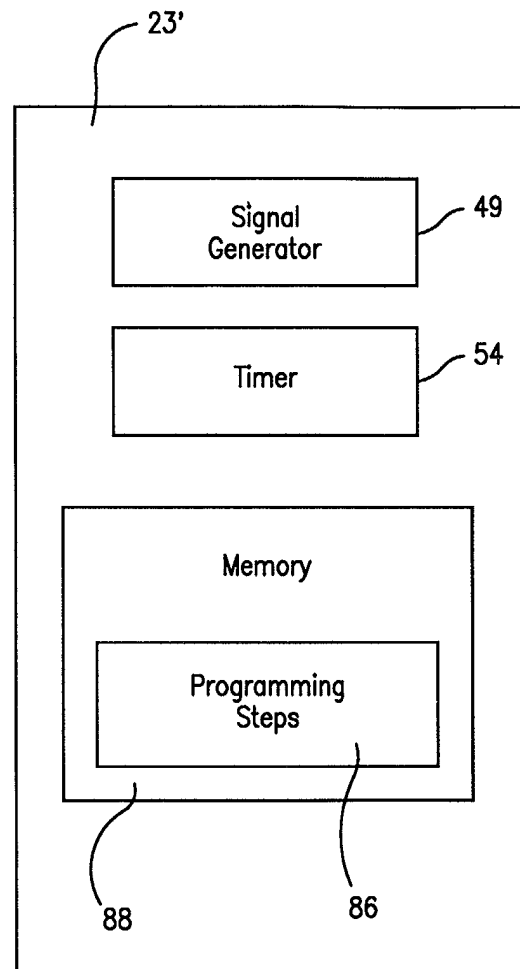 23'
Signal
Generator
49
Timer
54
Memory
Programming
Steps
88
86